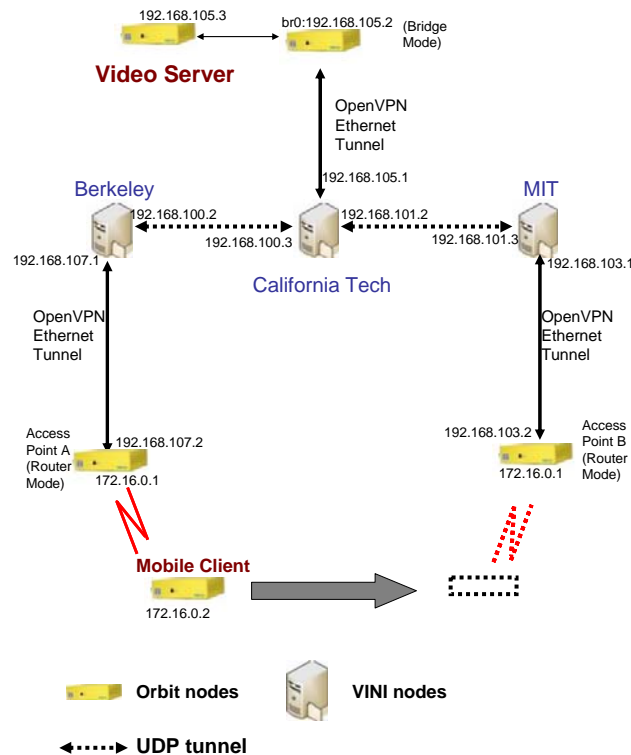 192.168.105.3
br0:192.168.105.2
(Bridge
Mode)
Video Server
OpenVPN
Ethernet
Tunnel
192.168.105.1
Berkeley
MIT
192.168.100.2
192.168.100.3
192.168.101.2
192.168.101.3
192.168.107.1
192.168.103.1
California Tech
OpenVPN
Ethernet
Tunnel
OpenVPN
Ethernet
Tunnel
Access
Point A
(Router
Mode)
192.168.107.2
172.16.0.1
192.168.103.2
172.16.0.1
Access
Point B
(Router
Mode)
Mobile Client
172.16.0.2
Orbit nodes
VINI nodes
UDP tunnel